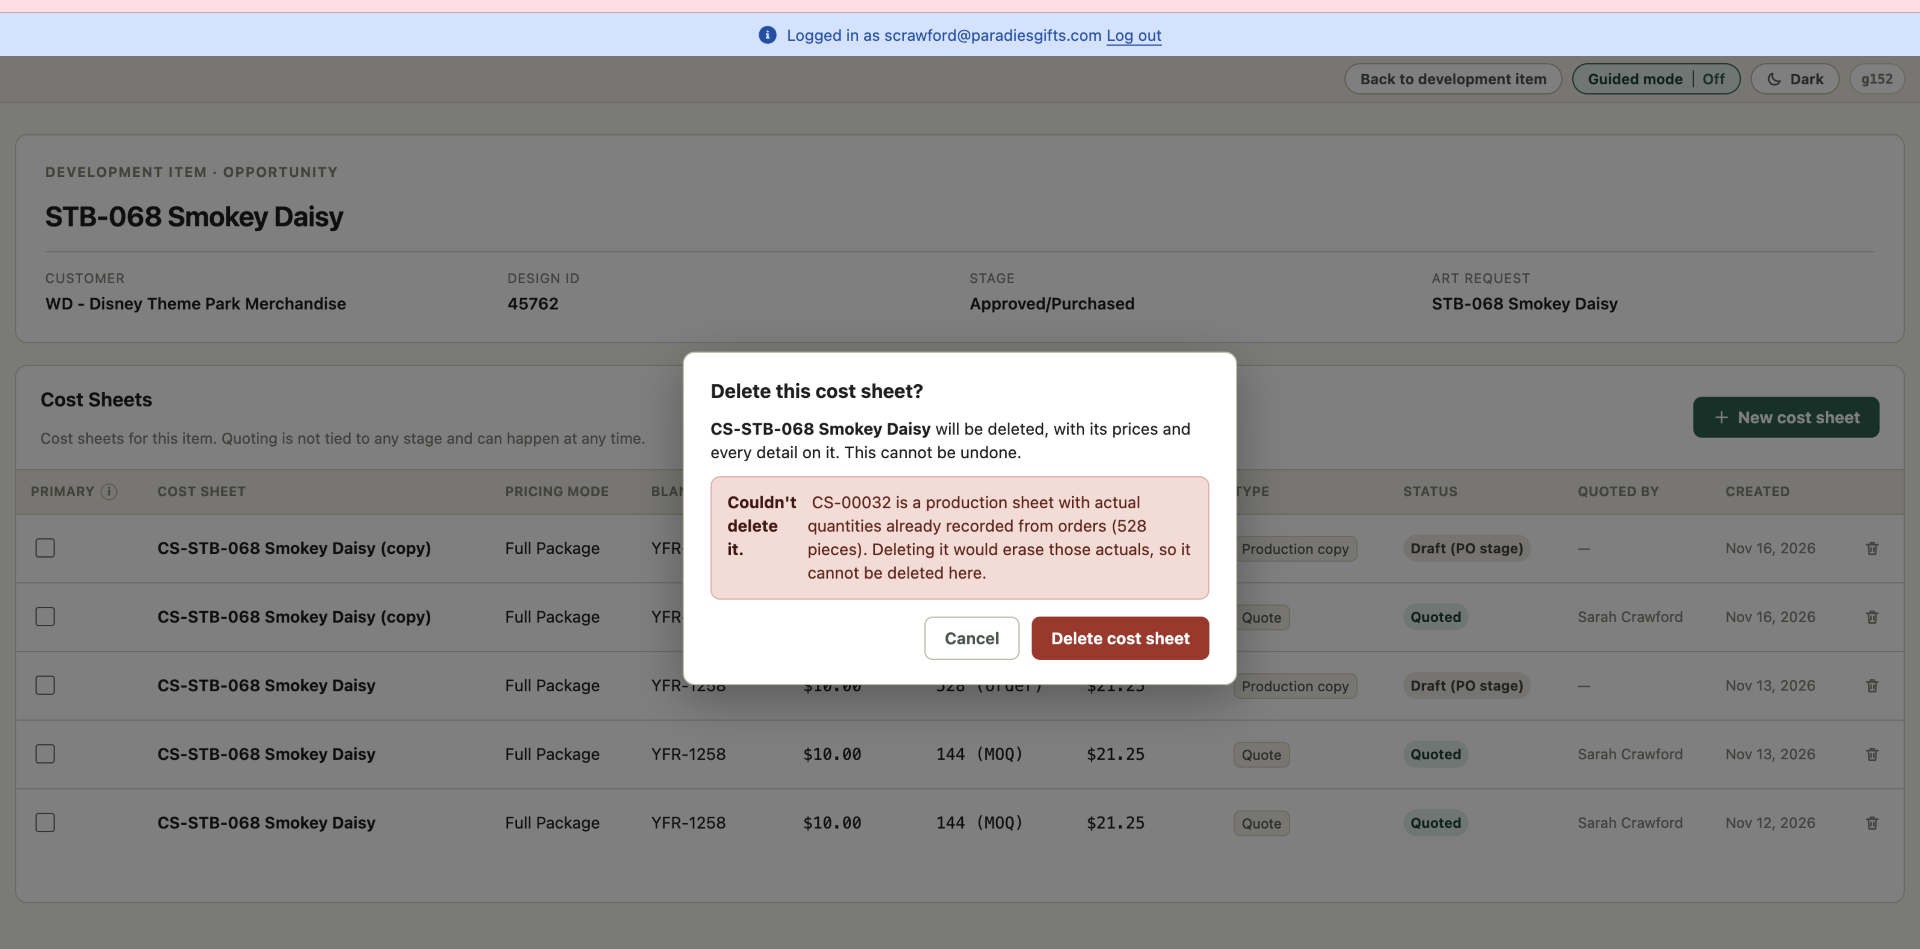 Logged in as scrawford@paradiesgifts.com Log out
Back to development item
Guided mode | Off
Dark
g152
DEVELOPMENT ITEM · OPPORTUNITY
STB-068 Smokey Daisy
CUSTOMER DESIGN ID STAGE ART REQUEST
WD - Disney Theme Park Merchandise 45762 Approved/Purchased STB-068 Smokey Daisy
Cost Sheets
Cost sheets for this item. Quoting is not tied to any stage and can happen at any time.
+ New cost sheet
Delete this cost sheet?
CS-STB-068 Smokey Daisy will be deleted, with its prices and
every detail on it. This cannot be undone.
Couldn't delete it.
CS-00032 is a production sheet with actual
quantities already recorded from orders (528
pieces). Deleting it would erase those actuals, so it
cannot be deleted here.
Cancel
Delete cost sheet
PRIMARY COST SHEET PRICING MODE TYPE STATUS QUOTED BY CREATED
CS-STB-068 Smokey Daisy (copy) Full Package YFR Production copy Draft (PO stage) — Nov 16, 2026
CS-STB-068 Smokey Daisy (copy) Full Package YFR Quote Quoted Sarah Crawford Nov 16, 2026
CS-STB-068 Smokey Daisy Full Package YFR-1258 $10.00 528 (order) $21.25 Production copy Draft (PO stage) — Nov 13, 2026
CS-STB-068 Smokey Daisy Full Package YFR-1258 $10.00 144 (MOQ) $21.25 Quote Quoted Sarah Crawford Nov 13, 2026
CS-STB-068 Smokey Daisy Full Package YFR-1258 $10.00 144 (MOQ) $21.25 Quote Quoted Sarah Crawford Nov 12, 2026